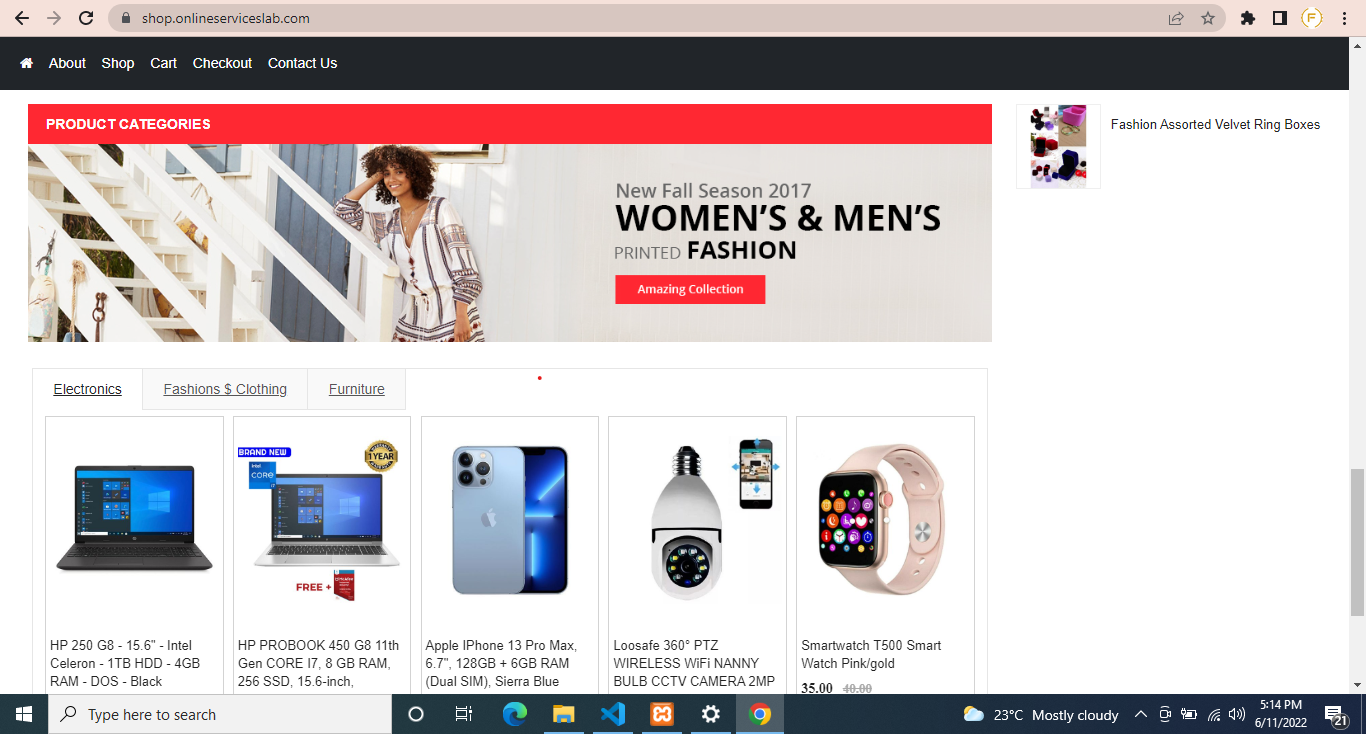 shop.onlineserviceslab.com
About Shop Cart Checkout Contact Us
PRODUCT CATEGORIES
New Fall Season 2017
WOMEN'S & MEN'S
PRINTED FASHION
Amazing Collection
Fashion Assorted Velvet Ring Boxes
Electronics Fashions $ Clothing Furniture
BRAND NEW
intel
CORE
i7
1 YEAR
FREE +
HP 250 G8 - 15.6" - Intel
Celeron - 1TB HDD - 4GB
RAM - DOS - Black
HP PROBOOK 450 G8 11th
Gen CORE I7, 8 GB RAM,
256 SSD, 15.6-inch,
Apple IPhone 13 Pro Max,
6.7", 128GB + 6GB RAM
(Dual SIM), Sierra Blue
Loosafe 360° PTZ
WIRELESS WiFi NANNY
BULB CCTV CAMERA 2MP
Smartwatch T500 Smart
Watch Pink/gold
35.00 40.00
Type here to search
23°C Mostly cloudy
5:14 PM
6/11/2022
21